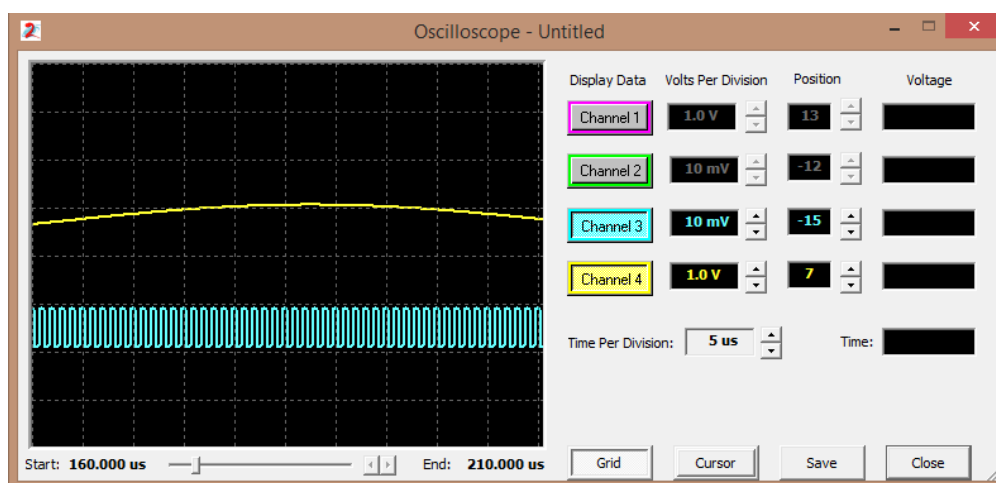 Oscilloscope - Untitled
Display Data Volts Per Division Position Voltage
Channel 1 1.0 V 13
Channel 2 10 mV -12
Channel 3 10 mV -15
Channel 4 1.0 V 7
Time Per Division: 5 us Time:
Start: 160.000 us End: 210.000 us Grid Cursor Save Close